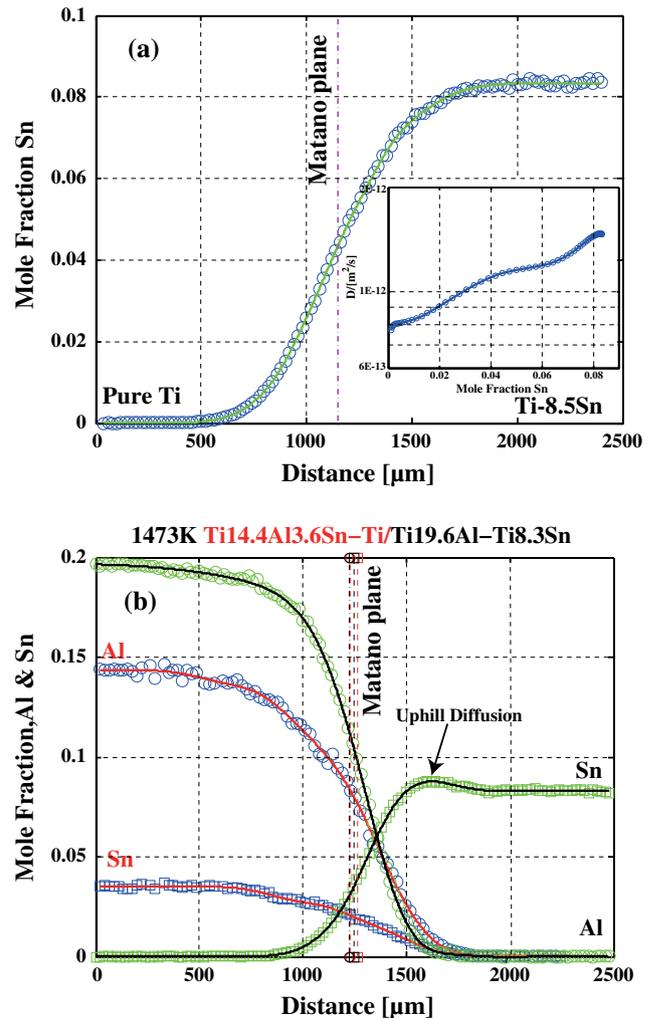 0.1
(a)
Matano plane
0.08
0.06
0.04
0.02
0
Mole Fraction Sn
2E-12
1E-12
6E-13
D/[m²/s]
0
0.02
0.04
0.06
0.08
Mole Fraction Sn
Pure Ti
Ti-8.5Sn
0
500
1000
1500
2000
2500
Distance [µm]
1473K Ti14.4Al3.6Sn–Ti/Ti19.6Al–Ti8.3Sn
0.2
(b)
Matano plane
Al
0.15
Uphill Diffusion
0.1
Sn
0.05
Sn
Al
0
Mole Fraction,Al & Sn
0
500
1000
1500
2000
2500
Distance [µm]